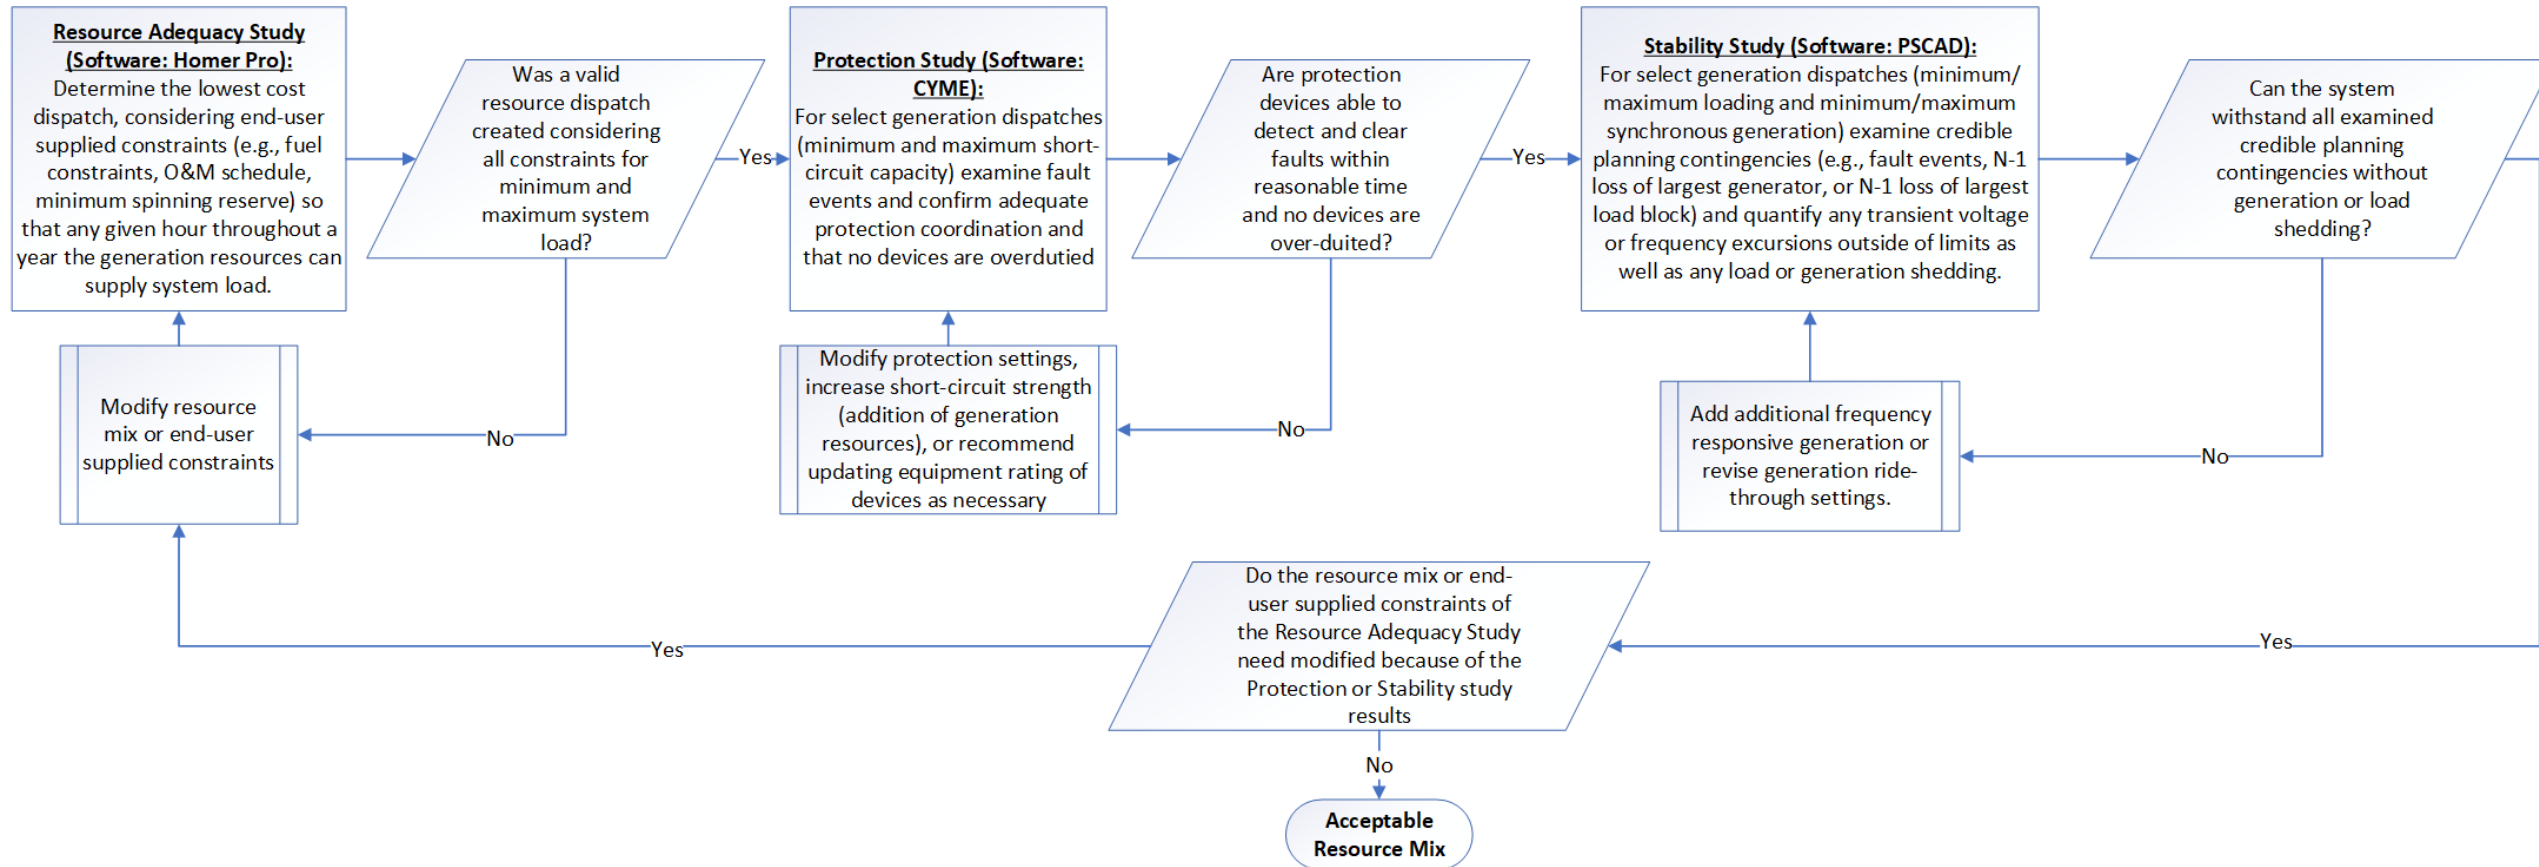 Resource Adequacy Study
(Software: Homer Pro):
Determine the lowest cost
dispatch, considering end-user
supplied constraints (e.g., fuel
constraints, O&M schedule,
minimum spinning reserve) so
that any given hour throughout a
year the generation resources can
supply system load.
Was a valid
resource dispatch
created considering
all constraints for
minimum and
maximum system
load?
Yes
Protection Study (Software:
CYME):
For select generation dispatches
(minimum and maximum short-
circuit capacity) examine fault
events and confirm adequate
protection coordination and
that no devices are overdutied
Are protection
devices able to
detect and clear
faults within
reasonable time
and no devices are
over-duited?
Yes
Stability Study (Software: PSCAD):
For select generation dispatches (minimum/
maximum loading and minimum/maximum
synchronous generation) examine credible
planning contingencies (e.g., fault events, N-1
loss of largest generator, or N-1 loss of largest
load block) and quantify any transient voltage
or frequency excursions outside of limits as
well as any load or generation shedding.
Can the system
withstand all examined
credible planning
contingencies without
generation or load
shedding?
Modify resource
mix or end-user
supplied constraints
No
Modify protection settings,
increase short-circuit strength
(addition of generation
resources), or recommend
updating equipment rating of
devices as necessary
No
Add additional frequency
responsive generation or
revise generation ride-
through settings.
No
Yes
Do the resource mix or end-
user supplied constraints of
the Resource Adequacy Study
need modified because of the
Protection or Stability study
results
Yes
No
Acceptable
Resource Mix